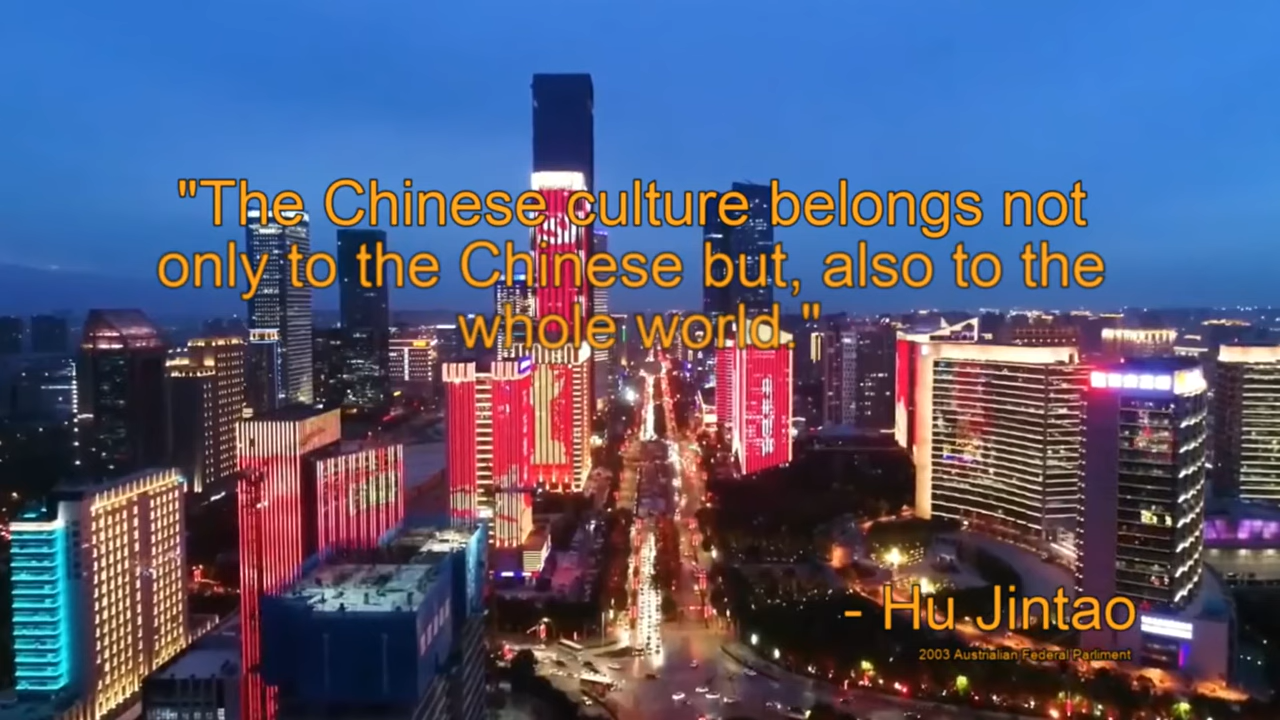 "The Chinese culture belongs not
only to the Chinese but, also to the
whole world."
- Hu Jintao
2003 Austrialian Federal Parliment